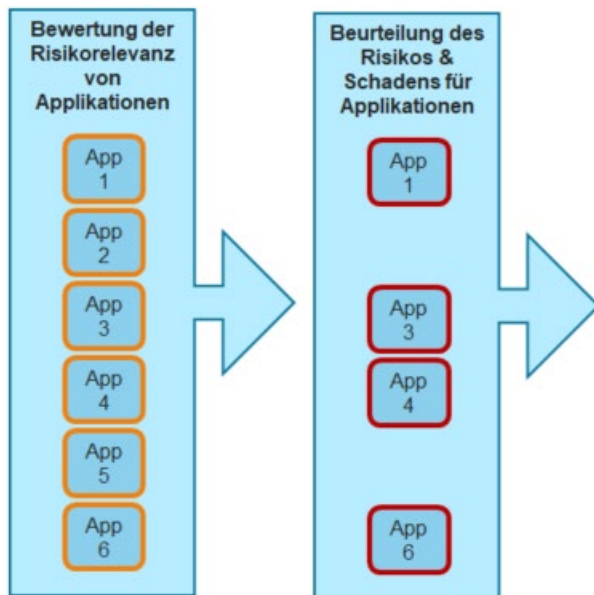 Bewertung der
Risikorelevanz
von
Applikationen
App
1
App
2
App
3
App
4
App
5
App
6
Beurteilung des
Risikos &
Schadens für
Applikationen
App
1
App
3
App
4
App
6